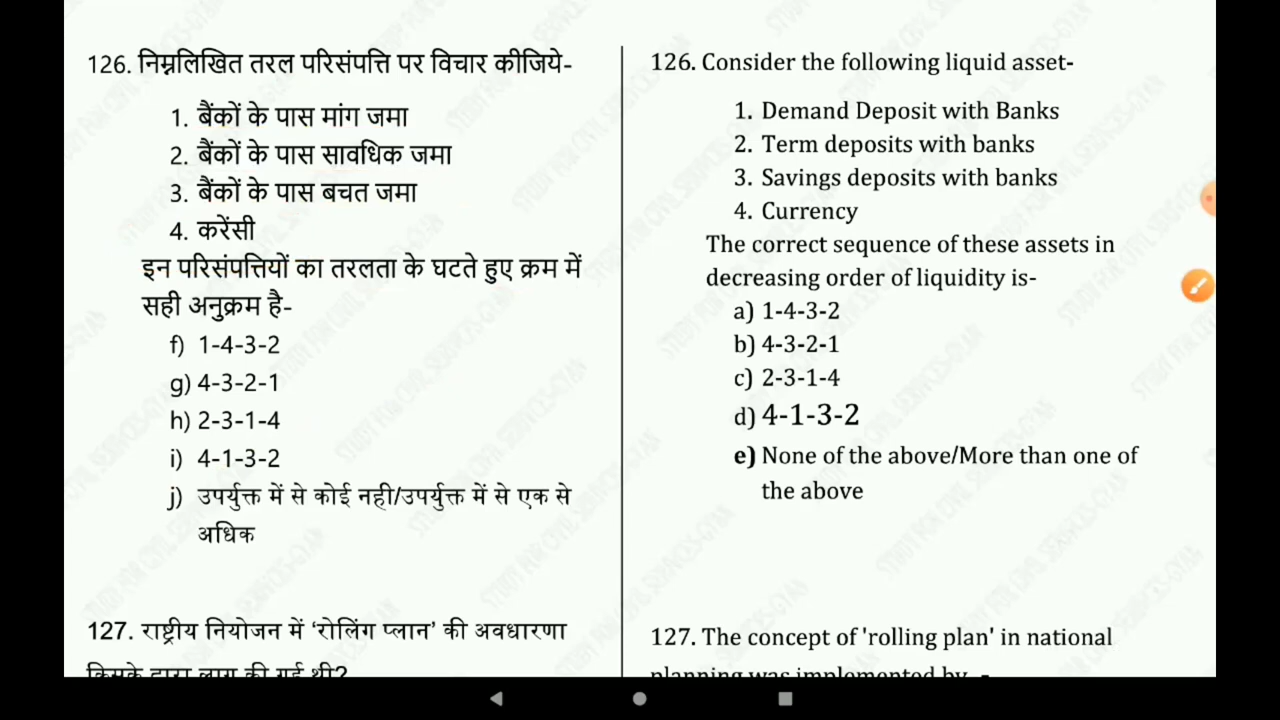 126. निम्नलिखित तरल परिसंपत्ति पर विचार कीजिये-
1. बैंकों के पास मांग जमा
2. बैंकों के पास सावधिक जमा
3. बैंकों के पास बचत जमा
4. करेंसी
इन परिसंपत्तियों का तरलता के घटते हुए क्रम में
सही अनुक्रम है-
f) 1-4-3-2
g) 4-3-2-1
h) 2-3-1-4
i) 4-1-3-2
j) उपर्युक्त में से कोई नही/उपर्युक्त में से एक से
अधिक
127. राष्ट्रीय नियोजन में ‘रोलिंग प्लान’ की अवधारणा
किसके द्वारा लागू की गई थी?
126. Consider the following liquid asset-
1. Demand Deposit with Banks
2. Term deposits with banks
3. Savings deposits with banks
4. Currency
The correct sequence of these assets in
decreasing order of liquidity is-
a) 1-4-3-2
b) 4-3-2-1
c) 2-3-1-4
d) 4-1-3-2
e) None of the above/More than one of
the above
127. The concept of 'rolling plan' in national
planning was implemented by -